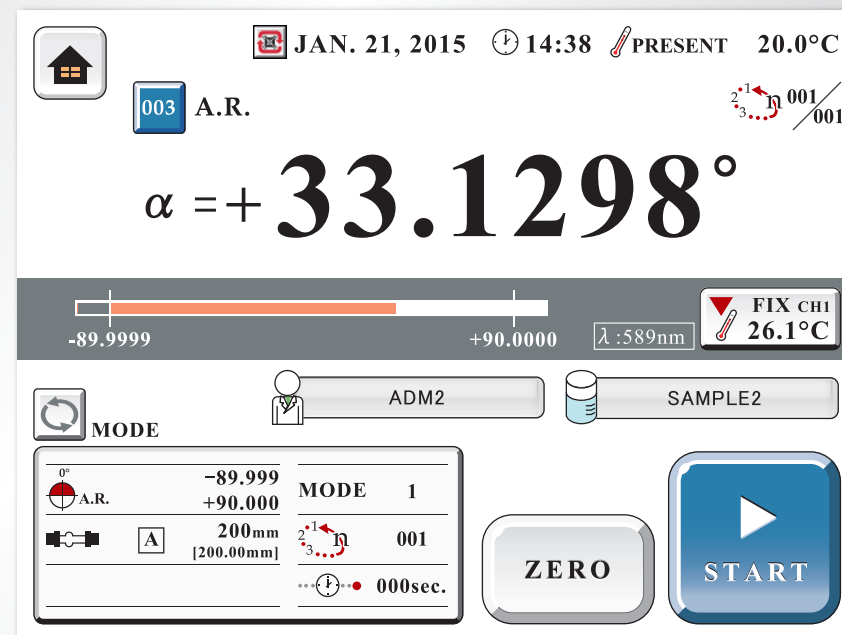 JAN. 21, 2015 14:38 PRESENT 20.0°C
003 A.R.
1 2 3 n 001/001
α =+33.1298°
-89.9999 +90.0000
λ:589nm
FIX CH1
26.1°C
ADM2 SAMPLE2
MODE
0° A.R. −89.999
+90.000
MODE 1
A 200mm
[200.00mm]
1 2 3 n 001
000sec.
ZERO
START